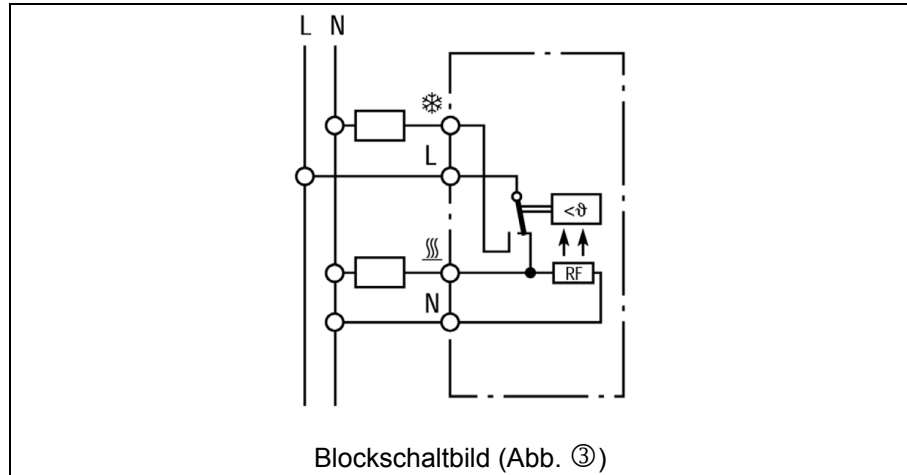 L N
L
<ϑ
RF
N
Blockschaltbild (Abb. ③)